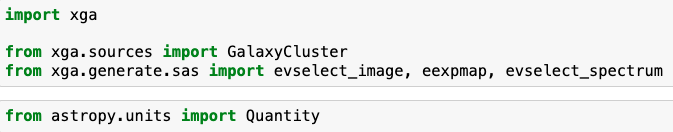 import xga
from xga.sources import GalaxyCluster
from xga.generate.sas import evselect_image, eexpmap, evselect_spectrum
from astropy.units import Quantity